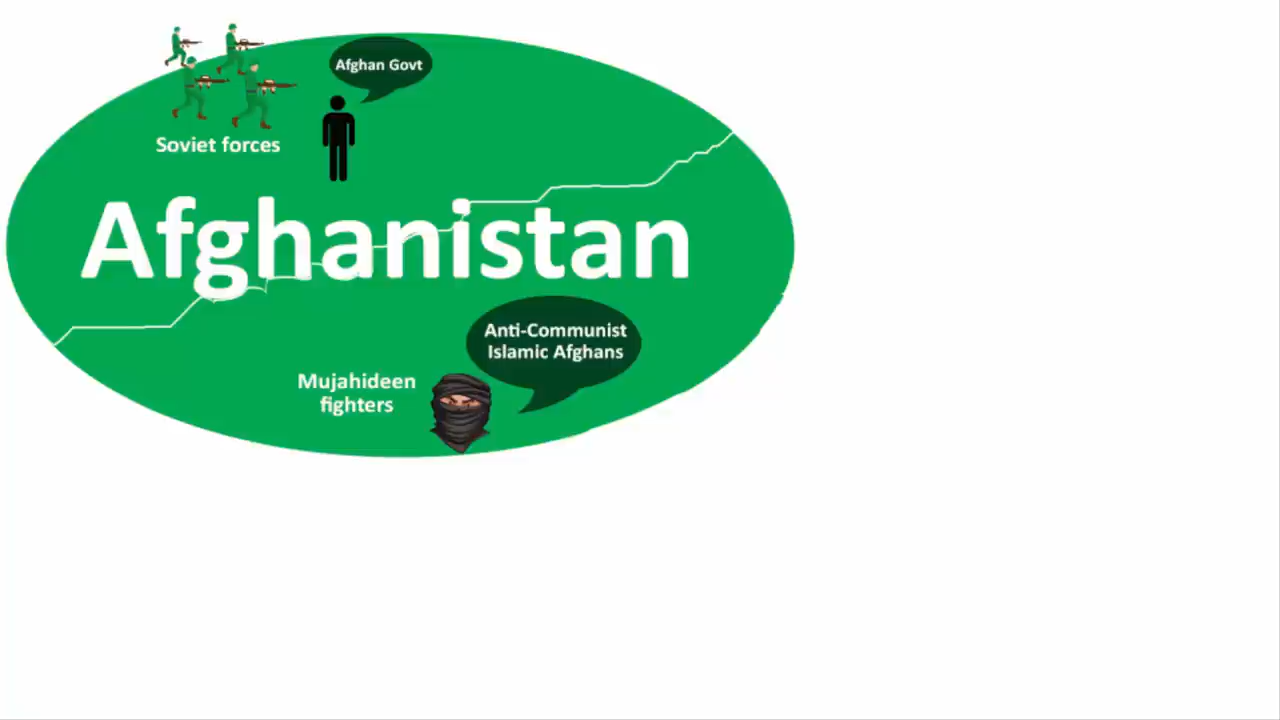 Afghan Govt
Soviet forces
Afghanistan
Anti-Communist
Islamic Afghans
Mujahideen
fighters